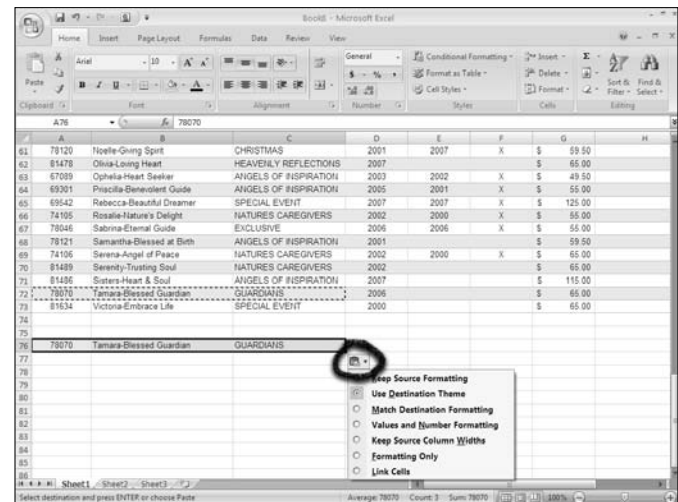 Book8 - Microsoft Excel
Home Insert Page Layout Formulas Data Review View
Paste
Arial 10 A A
B I U A
General
$ % ,
Conditional Formatting
Format as Table
Cell Styles
Insert
Delete
Format
Σ
Sort & Filter
Find & Select
Clipboard Font Alignment Number Styles Cells Editing
A76 fx 78070
A B C D E F G H
61 78120 Noelle-Giving Spirit CHRISTMAS 2001 2007 X $ 59.50
62 81478 Olivia-Loving Heart HEAVENLY REFLECTIONS 2007 $ 65.00
63 67089 Ophelia-Heart Seeker ANGELS OF INSPIRATION 2003 2002 X $ 49.50
64 69301 Priscilla-Benevolent Guide ANGELS OF INSPIRATION 2005 2001 X $ 55.00
65 69542 Rebecca-Beautiful Dreamer SPECIAL EVENT 2007 2007 X $ 125.00
66 74105 Rosalie-Nature's Delight NATURES CAREGIVERS 2002 2000 X $ 55.00
67 78046 Sabrina-Eternal Guide EXCLUSIVE 2006 2006 X $ 55.00
68 78121 Samantha-Blessed at Birth ANGELS OF INSPIRATION 2001 $ 59.50
69 74106 Serena-Angel of Peace NATURES CAREGIVERS 2002 2000 X $ 65.00
70 81489 Serenity-Trusting Soul NATURES CAREGIVERS 2002 $ 65.00
71 81486 Sisters-Heart & Soul ANGELS OF INSPIRATION 2007 $ 115.00
72 78070 Tamara-Blessed Guardian GUARDIANS 2006 $ 65.00
73 81634 Victoria-Embrace Life SPECIAL EVENT 2000 $ 65.00
74
75
76 78070 Tamara-Blessed Guardian GUARDIANS
77
78 Keep Source Formatting
79 Use Destination Theme
80
81 Match Destination Formatting
82 Values and Number Formatting
83 Keep Source Column Widths
84 Formatting Only
85 Link Cells
86
Sheet1 Sheet2 Sheet3
Select destination and press ENTER or choose Paste Average: 78070 Count: 3 Sum: 78070 100%